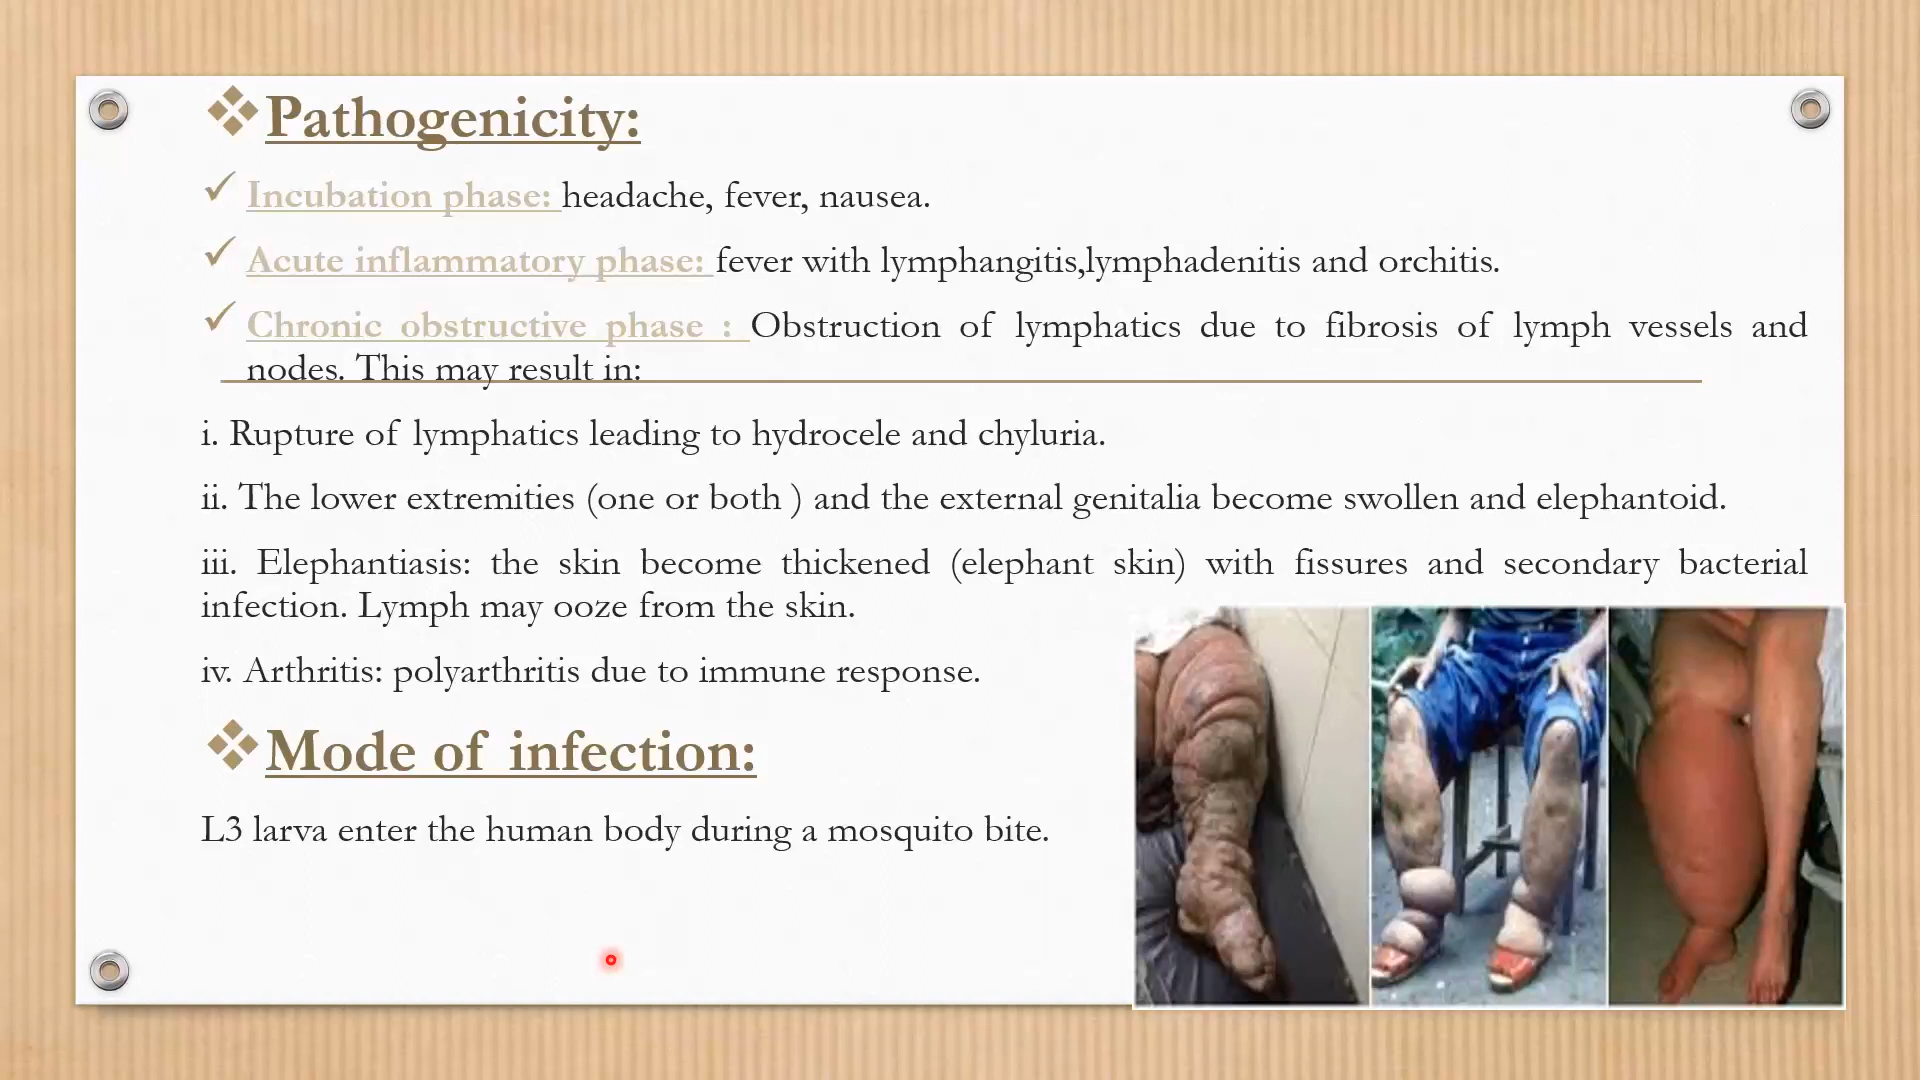 Pathogenicity:
Incubation phase: headache, fever, nausea.
Acute inflammatory phase: fever with lymphangitis,lymphadenitis and orchitis.
Chronic obstructive phase : Obstruction of lymphatics due to fibrosis of lymph vessels and
nodes. This may result in:
i. Rupture of lymphatics leading to hydrocele and chyluria.
ii. The lower extremities (one or both ) and the external genitalia become swollen and elephantoid.
iii. Elephantiasis: the skin become thickened (elephant skin) with fissures and secondary bacterial
infection. Lymph may ooze from the skin.
iv. Arthritis: polyarthritis due to immune response.
Mode of infection:
L3 larva enter the human body during a mosquito bite.